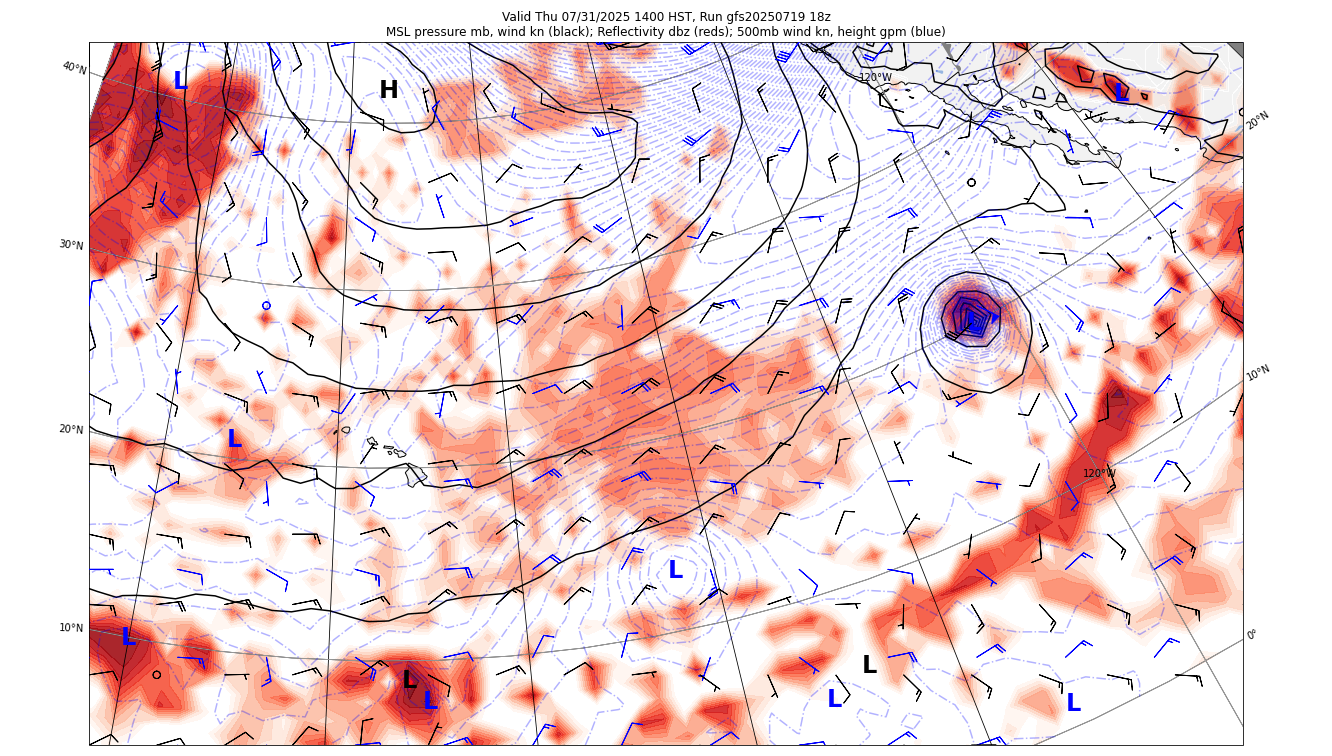 Valid Thu 07/31/2025 1400 HST, Run gfs20250719 18z
MSL pressure mb, wind kn (black); Reflectivity dbz (reds); 500mb wind kn, height gpm (blue)
40°N
L
H
120°W
L
20°N
30°N
10°N
20°N
L
120°W
L
10°N
L
0°
L
L
L
L
L